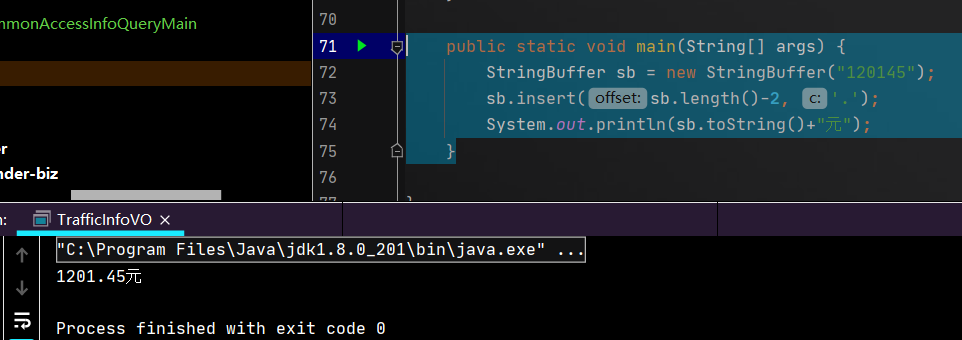 mmonAccessInfoQueryMain
70
71 public static void main(String[] args) {
72 StringBuffer sb = new StringBuffer("120145");
73 sb.insert( offset: sb.length()-2, c: '.');
74 System.out.println(sb.toString()+"元");
75 }
76
er
nder-biz
n: TrafficInfoVO ×
"C:\Program Files\Java\jdk1.8.0_201\bin\java.exe" ...
1201.45元
Process finished with exit code 0